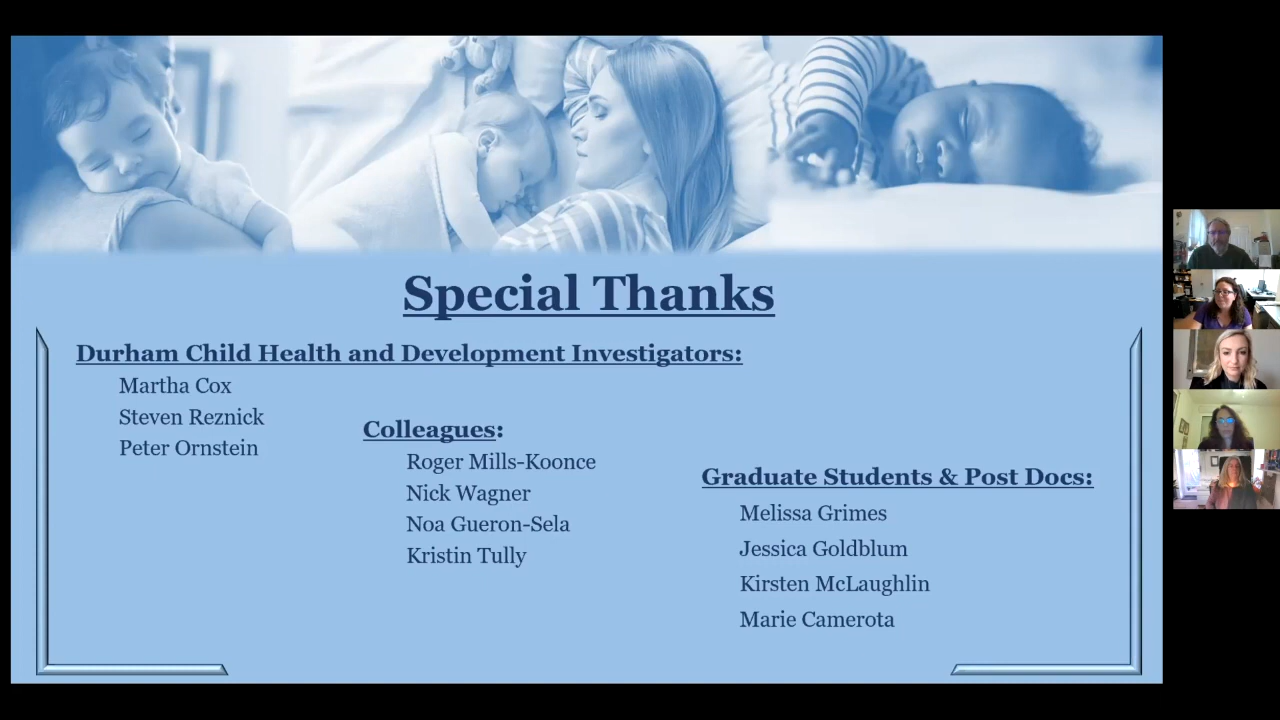 Special Thanks
Durham Child Health and Development Investigators:
Martha Cox
Steven Reznick
Peter Ornstein
Colleagues:
Roger Mills-Koonce
Nick Wagner
Noa Gueron-Sela
Kristin Tully
Graduate Students & Post Docs:
Melissa Grimes
Jessica Goldblum
Kirsten McLaughlin
Marie Camerota